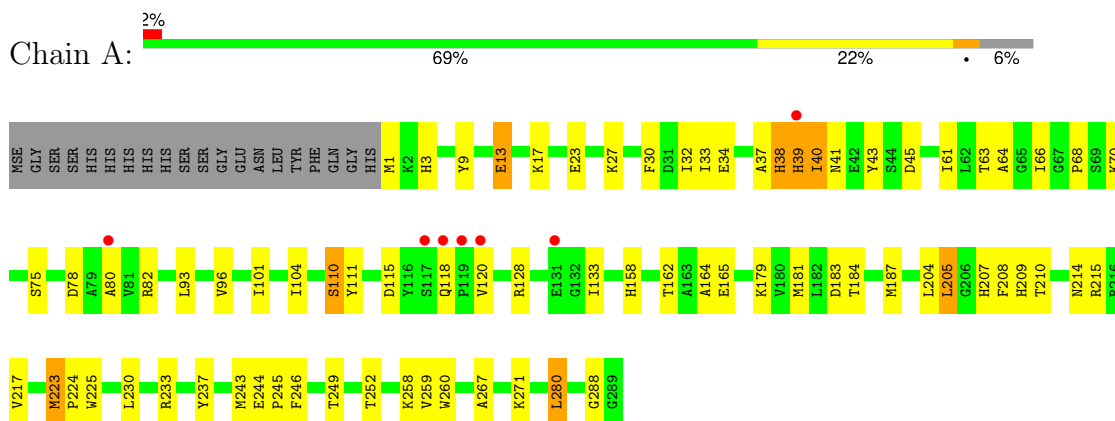 2%
Chain A:
69% 22% • 6%
MSE GLY SER SER HIS HIS HIS HIS HIS HIS SER SER GLY GLU ASN LEU TYR PHE GLN GLY HIS M1 K2 H3 Y9 E13 K17 E23 K27 F30 D31 I32 I33 E34 A37 H38 H39 I40 N41 E42 Y43 S44 D45 I61 L62 T63 A64 G65 I66 G67 P68 S69 K70
S75 D78 A79 A80 V81 R82 L93 V96 I101 I104 S110 Y111 D115 Y116 S117 Q118 P119 V120 R128 E131 G132 I133 H158 T162 A163 A164 E165 K179 V180 M181 L182 D183 T184 M187 L204 L205 G206 H207 F208 H209 T210 N214 R215 P216
V217 M223 P224 W225 L230 R233 Y237 M243 E244 P245 F246 T249 T252 K258 V259 W260 A267 K271 L280 G288 G289